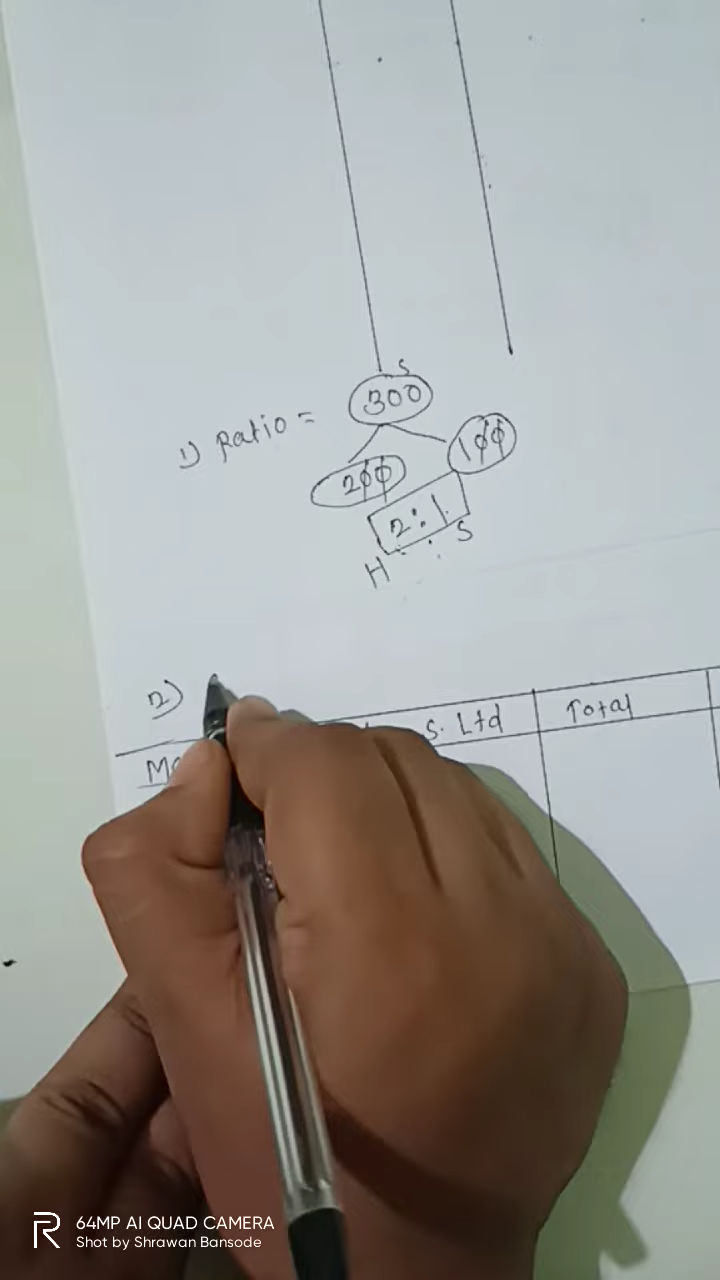 S
1) Ratio = 300
200 100
2:1
H : S
2)
S. Ltd Total
64MP AI QUAD CAMERA
Shot by Shrawan Bansode